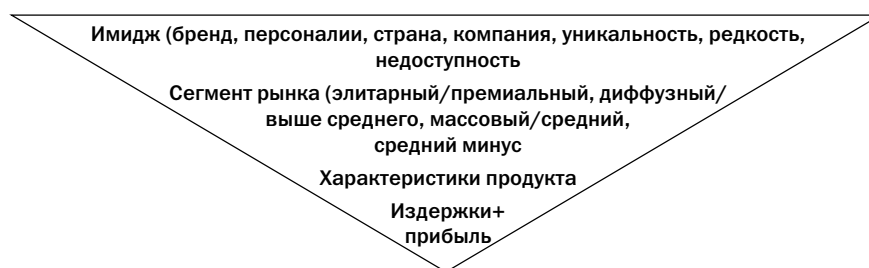 Имидж (бренд, персоналии, страна, компания, уникальность, редкость,
недоступность
Сегмент рынка (элитарный/премиальный, диффузный/
выше среднего, массовый/средний,
средний минус
Характеристики продукта
Издержки+
прибыль